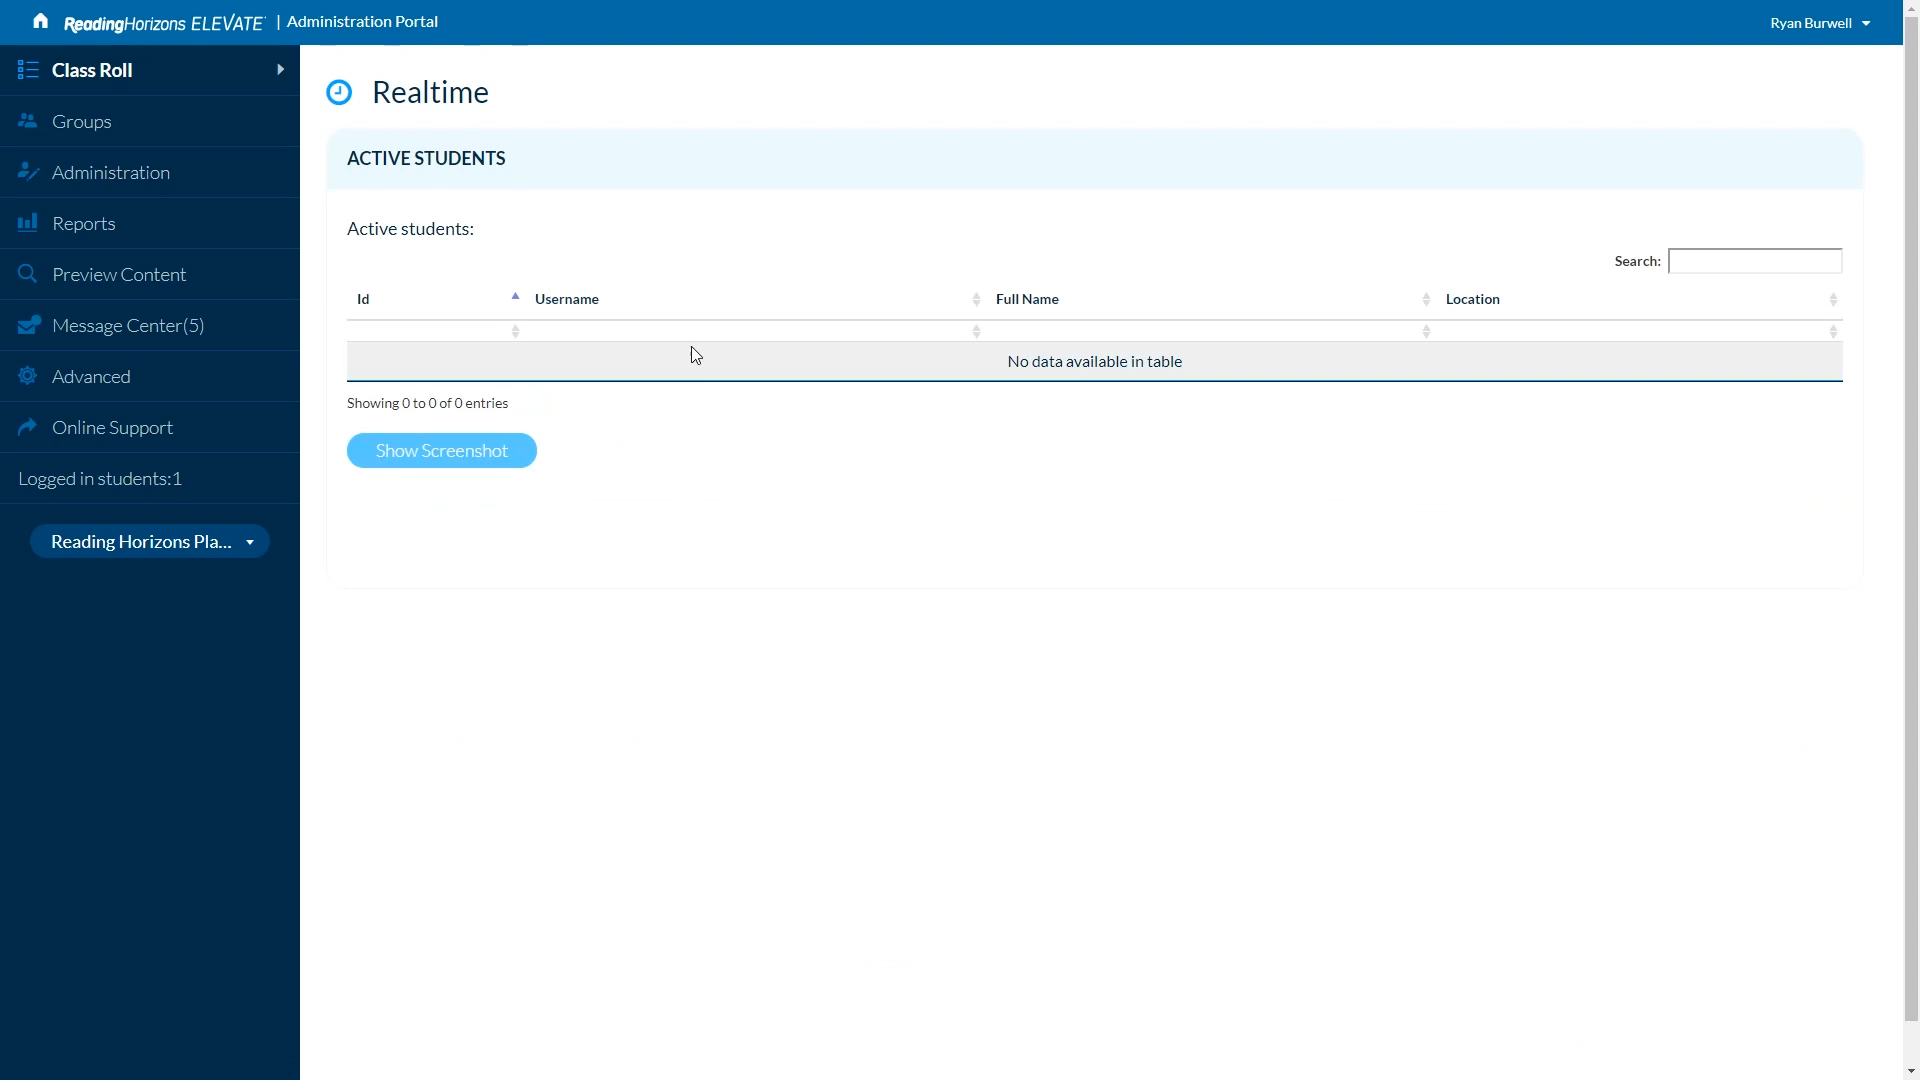 ReadingHorizons ELEVATE | Administration Portal
Ryan Burwell
Class Roll
Groups
Administration
Reports
Preview Content
Message Center(5)
Advanced
Online Support
Logged in students:1
Reading Horizons Pla...
Realtime
ACTIVE STUDENTS
Active students:
Search:
Id Username Full Name Location
No data available in table
Showing 0 to 0 of 0 entries
Show Screenshot